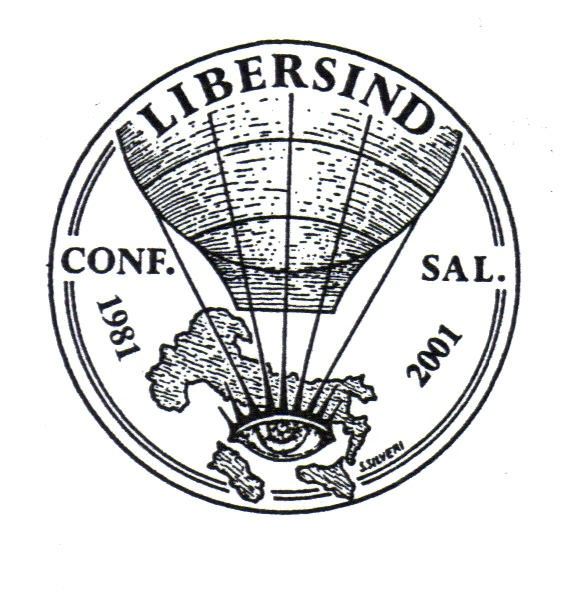 LIBERSIND
CONF. SAL.
1981 2001
S.SILVERI